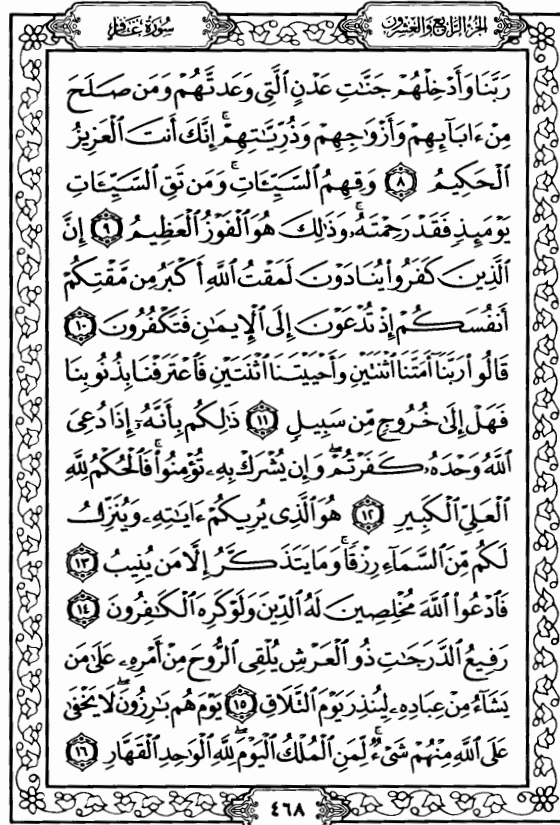 الجزء الرابع والعشرون
سورة غافر
رَبَّنَا وَأَدْخِلْهُمْ جَنَّٰتِ عَدْنٍ ٱلَّتِى وَعَدتَّهُمْ وَمَن صَلَحَ
مِنْ ءَابَآئِهِمْ وَأَزْوَٰجِهِمْ وَذُرِّيَّٰتِهِمْ ۚ إِنَّكَ أَنتَ ٱلْعَزِيزُ
ٱلْحَكِيمُ ٨ وَقِهِمُ ٱلسَّيِّـَٔاتِ ۚ وَمَن تَقِ ٱلسَّيِّـَٔاتِ
يَوْمَئِذٍ فَقَدْ رَحِمْتَهُۥ ۚ وَذَٰلِكَ هُوَ ٱلْفَوْزُ ٱلْعَظِيمُ ٩ إِنَّ
ٱلَّذِينَ كَفَرُوا۟ يُنَادَوْنَ لَمَقْتُ ٱللَّهِ أَكْبَرُ مِن مَّقْتِكُمْ
أَنفُسَكُمْ إِذْ تُدْعَوْنَ إِلَى ٱلْإِيمَٰنِ فَتَكْفُرُونَ ١٠
قَالُوا۟ رَبَّنَآ أَمَتَّنَا ٱثْنَتَيْنِ وَأَحْيَيْتَنَا ٱثْنَتَيْنِ فَٱعْتَرَفْنَا بِذُنُوبِنَا
فَهَلْ إِلَىٰ خُرُوجٍ مِّن سَبِيلٍ ١١ ذَٰلِكُم بِأَنَّهُۥٓ إِذَا دُعِىَ
ٱللَّهُ وَحْدَهُۥ كَفَرْتُمْ ۖ وَإِن يُشْرَكْ بِهِۦ تُؤْمِنُوا۟ ۚ فَٱلْحُكْمُ لِلَّهِ
ٱلْعَلِىِّ ٱلْكَبِيرِ ١٢ هُوَ ٱلَّذِى يُرِيكُمْ ءَايَٰتِهِۦ وَيُنَزِّلُ
لَكُم مِّنَ ٱلسَّمَآءِ رِزْقًا ۚ وَمَا يَتَذَكَّرُ إِلَّا مَن يُنِيبُ ١٣
فَٱدْعُوا۟ ٱللَّهَ مُخْلِصِينَ لَهُ ٱلدِّينَ وَلَوْ كَرِهَ ٱلْكَٰفِرُونَ ١٤
رَفِيعُ ٱلدَّرَجَٰتِ ذُو ٱلْعَرْشِ يُلْقِى ٱلرُّوحَ مِنْ أَمْرِهِۦ عَلَىٰ مَن
يَشَآءُ مِنْ عِبَادِهِۦ لِيُنذِرَ يَوْمَ ٱلتَّلَاقِ ١٥ يَوْمَ هُم بَٰرِزُونَ ۖ لَا يَخْفَىٰ
عَلَى ٱللَّهِ مِنْهُمْ شَىْءٌ ۚ لِّمَنِ ٱلْمُلْكُ ٱلْيَوْمَ ۖ لِلَّهِ ٱلْوَٰحِدِ ٱلْقَهَّارِ ١٦
٤٦٨